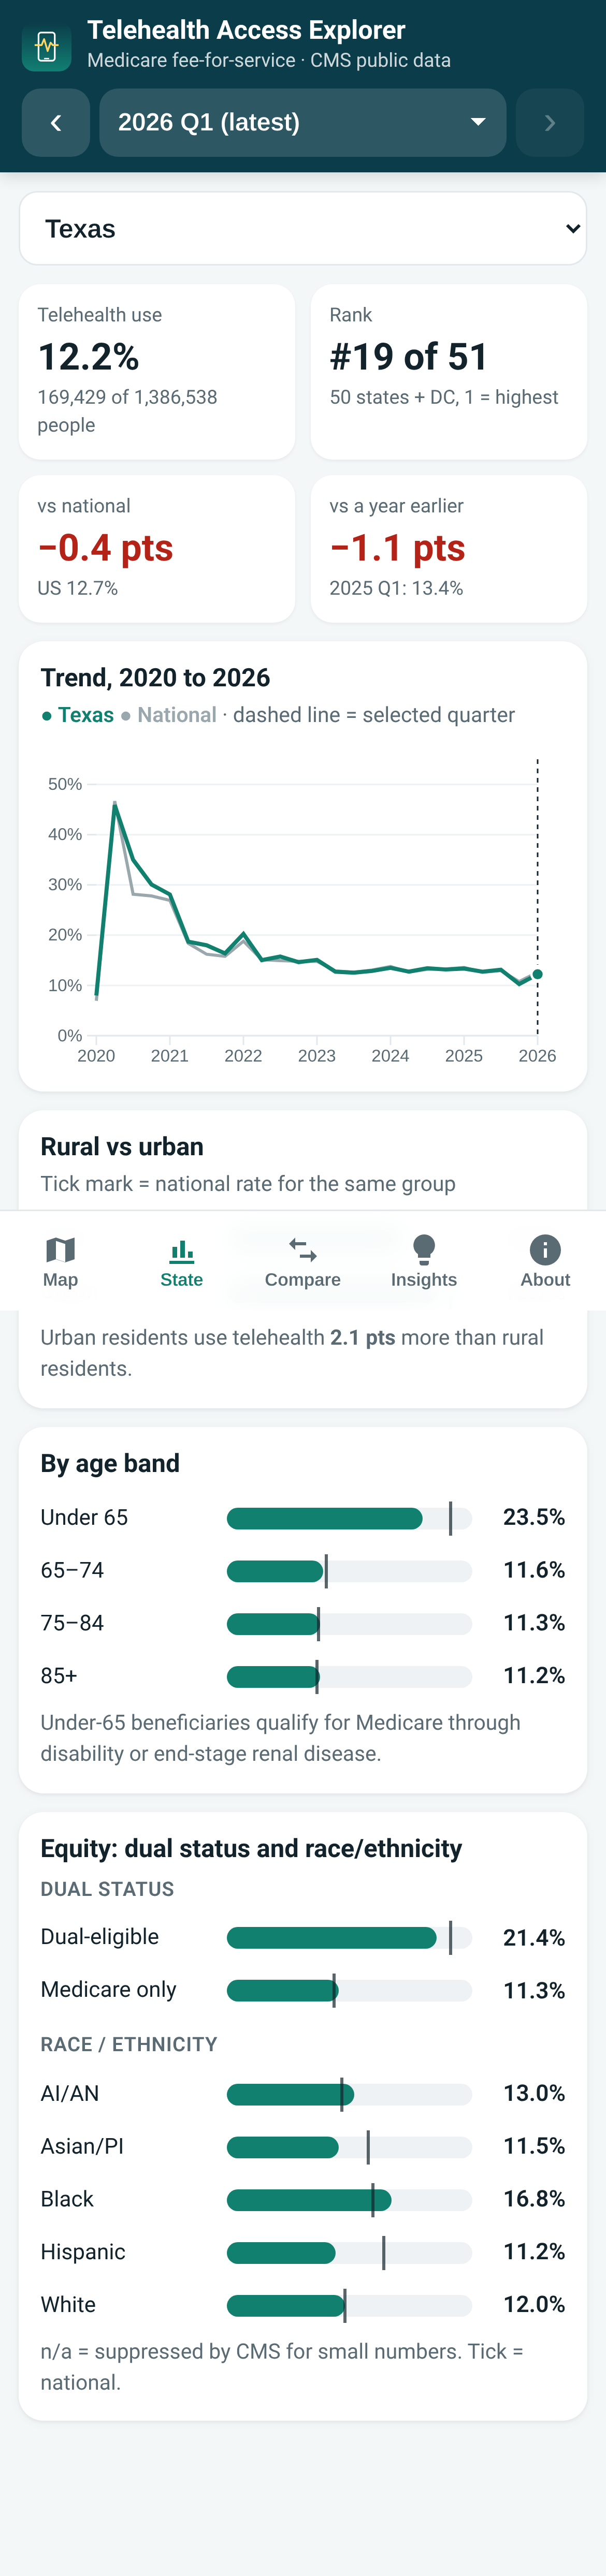 Telehealth Access Explorer
Medicare fee-for-service · CMS public data
2026 Q1 (latest)
Texas
Telehealth use
12.2%
169,429 of 1,386,538
people
Rank
#19 of 51
50 states + DC, 1 = highest
vs national
−0.4 pts
US 12.7%
vs a year earlier
−1.1 pts
2025 Q1: 13.4%
Trend, 2020 to 2026
● Texas ● National · dashed line = selected quarter
50%
40%
30%
20%
10%
0%
2020 2021 2022 2023 2024 2025 2026
Rural vs urban
Tick mark = national rate for the same group
Map State Compare Insights About
Urban residents use telehealth 2.1 pts more than rural
residents.
By age band
Under 65 23.5%
65–74 11.6%
75–84 11.3%
85+ 11.2%
Under-65 beneficiaries qualify for Medicare through
disability or end-stage renal disease.
Equity: dual status and race/ethnicity
DUAL STATUS
Dual-eligible 21.4%
Medicare only 11.3%
RACE / ETHNICITY
AI/AN 13.0%
Asian/PI 11.5%
Black 16.8%
Hispanic 11.2%
White 12.0%
n/a = suppressed by CMS for small numbers. Tick =
national.